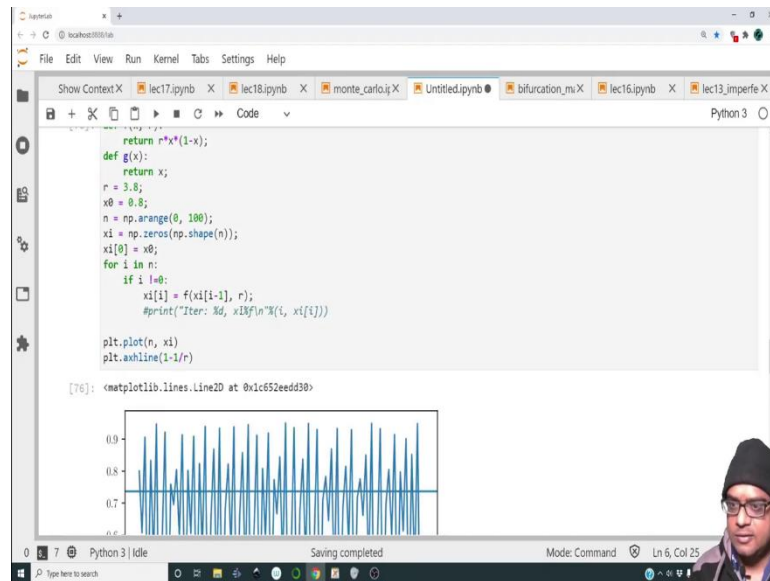 JupyterLab
localhost:8888/lab
File Edit View Run Kernel Tabs Settings Help
Show Context lec17.ipynb lec18.ipynb monte_carlo.ip Untitled.ipynb bifurcation_ma lec16.ipynb lec13_imperfe
Code Python 3
return r*x*(1-x);
def g(x):
return x;
r = 3.8;
x0 = 0.8;
n = np.arange(0, 100);
xi = np.zeros(np.shape(n));
xi[0] = x0;
for i in n:
if i !=0:
xi[i] = f(xi[i-1], r);
#print("Iter: %d, x1%f\n"%(i, xi[i]))
plt.plot(n, xi)
plt.axhline(1-1/r)
[76]: <matplotlib.lines.Line2D at 0x1c652eedd30>
0.9
0.8
0.7
0 7 Python 3 | Idle Saving completed Mode: Command Ln 6, Col 25
Type here to search